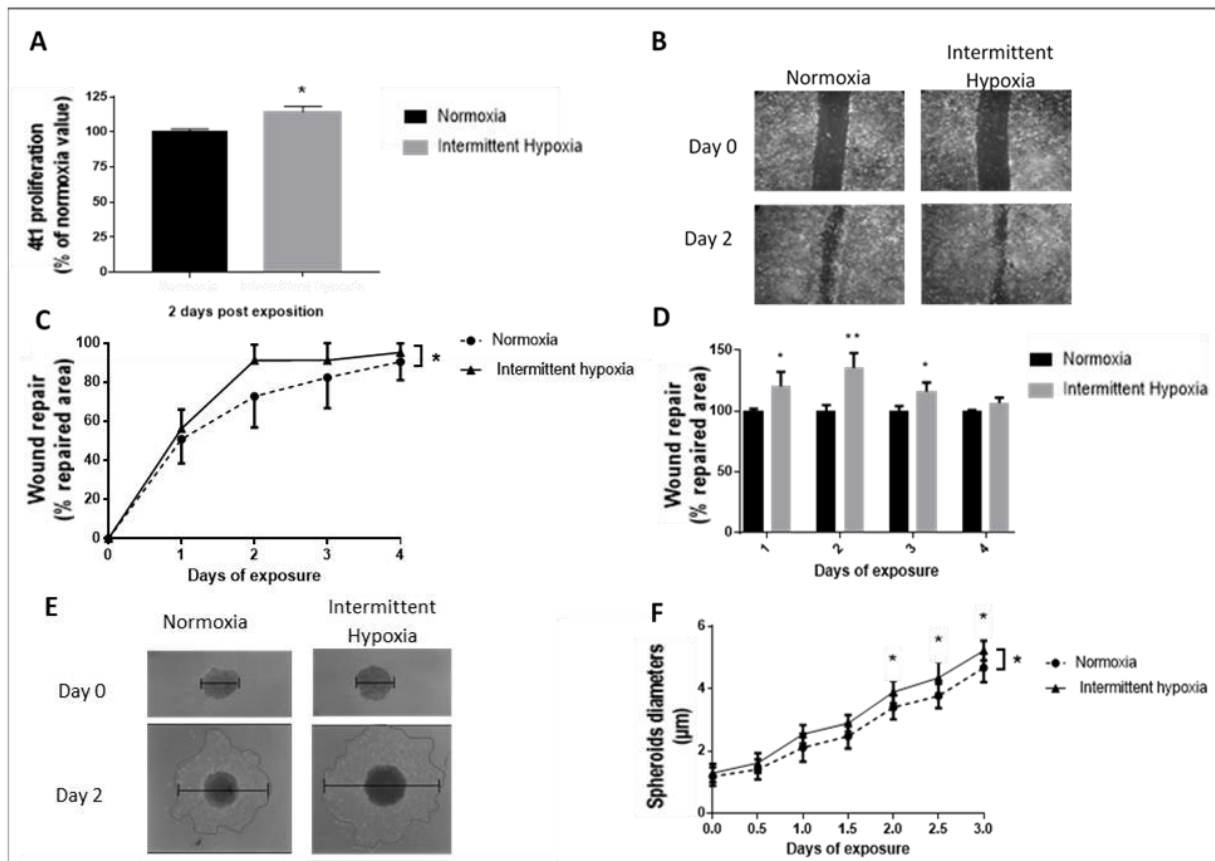 A
4t1 proliferation
(% of normoxia value)
125
100
75
50
25
0
*
Normoxia
Intermittent Hypoxia
Normoxia
Intermittent Hypoxia
2 days post exposition
B
Normoxia
Intermittent
Hypoxia
Day 0
Day 2
C
Wound repair
(% repaired area)
100
80
60
40
20
0
0
1
2
3
4
Days of exposure
Normoxia
Intermittent hypoxia
*
D
Wound repair
(% repaired area)
150
100
50
0
*
**
*
1
2
3
4
Days of exposure
Normoxia
Intermittent Hypoxia
E
Normoxia
Intermittent
Hypoxia
Day 0
Day 2
F
Spheroids diameters
(µm)
6
4
2
0
*
*
*
0.0
0.5
1.0
1.5
2.0
2.5
3.0
Days of exposure
Normoxia
Intermittent hypoxia
*